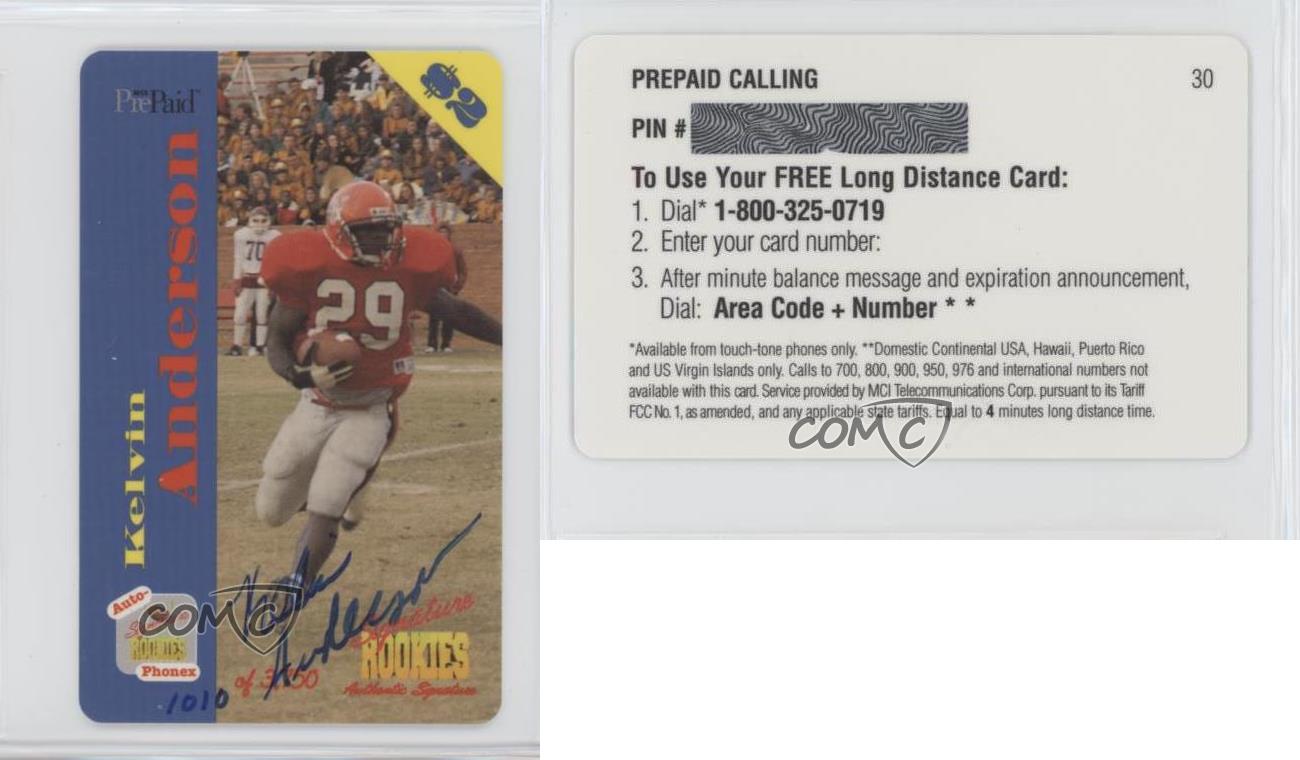 PrePaid™
$2
Kelvin
Anderson
70
29
Auto-
Signature
ROOKIES
Phonex
COMC
Kelvin
Anderson
1010 of 3750
Signature
ROOKIES
Authentic Signature
PREPAID CALLING
30
PIN #
To Use Your FREE Long Distance Card:
1. Dial* 1-800-325-0719
2. Enter your card number:
3. After minute balance message and expiration announcement,
Dial: Area Code + Number * *
*Available from touch-tone phones only. **Domestic Continental USA, Hawaii, Puerto Rico
and US Virgin Islands only. Calls to 700, 800, 900, 950, 976 and international numbers not
available with this card. Service provided by MCI Telecommunications Corp. pursuant to its Tariff
FCC No. 1, as amended, and any applicable state tariffs. Equal to 4 minutes long distance time.
COMC